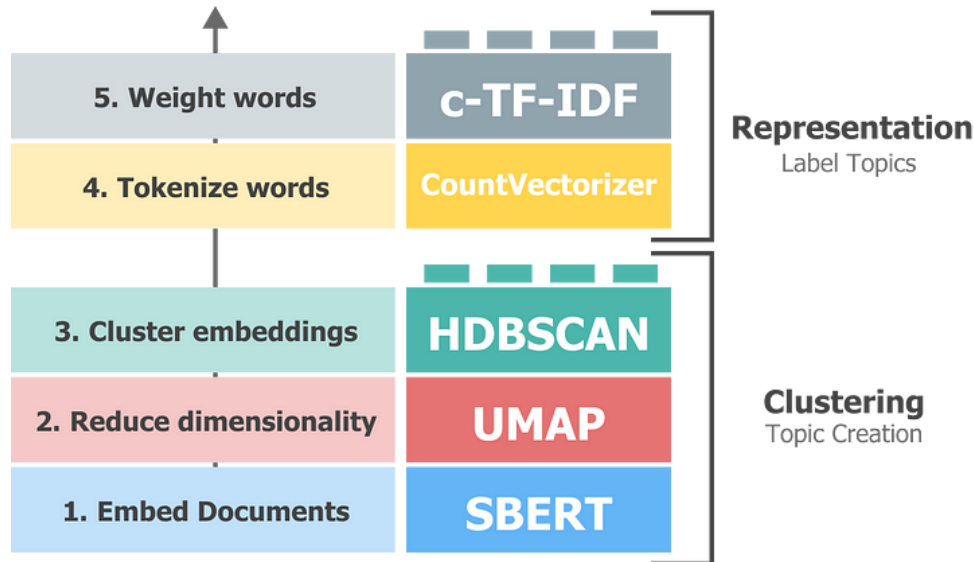 5. Weight words
c-TF-IDF
4. Tokenize words
CountVectorizer
Representation
Label Topics
3. Cluster embeddings
HDBSCAN
2. Reduce dimensionality
UMAP
1. Embed Documents
SBERT
Clustering
Topic Creation